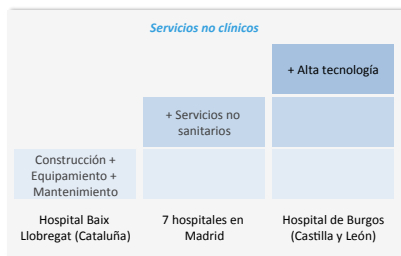 Servicios no clínicos
+ Alta tecnología
+ Servicios no
sanitarios
Construcción +
Equipamiento +
Mantenimiento
Hospital Baix
Llobregat (Cataluña)
7 hospitales en
Madrid
Hospital de Burgos
(Castilla y León)